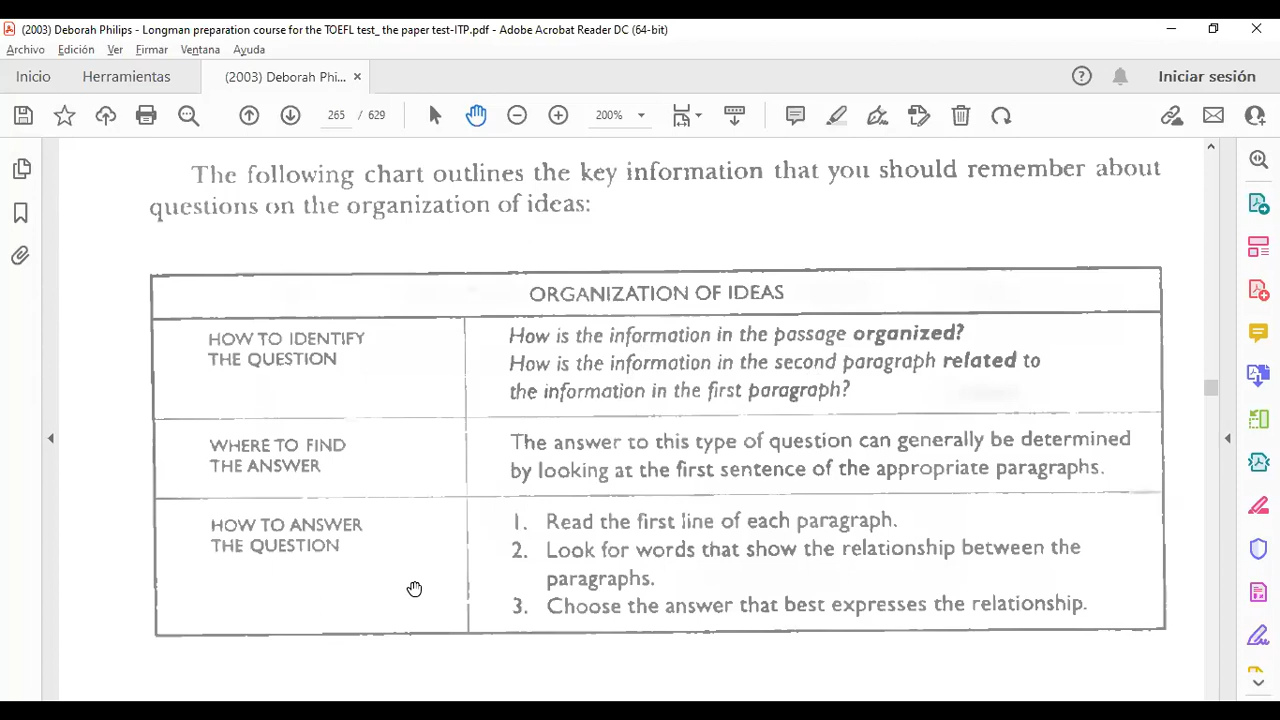 (2003) Deborah Philips - Longman preparation course for the TOEFL test_ the paper test-ITP.pdf - Adobe Acrobat Reader DC (64-bit)
Archivo Edición Ver Firmar Ventana Ayuda
Inicio Herramientas (2003) Deborah Phi... × Iniciar sesión
265 / 629 200%
The following chart outlines the key information that you should remember about
questions on the organization of ideas:
ORGANIZATION OF IDEAS
HOW TO IDENTIFY
THE QUESTION
How is the information in the passage organized?
How is the information in the second paragraph related to
the information in the first paragraph?
WHERE TO FIND
THE ANSWER
The answer to this type of question can generally be determined
by looking at the first sentence of the appropriate paragraphs.
HOW TO ANSWER
THE QUESTION
1. Read the first line of each paragraph.
2. Look for words that show the relationship between the
paragraphs.
3. Choose the answer that best expresses the relationship.